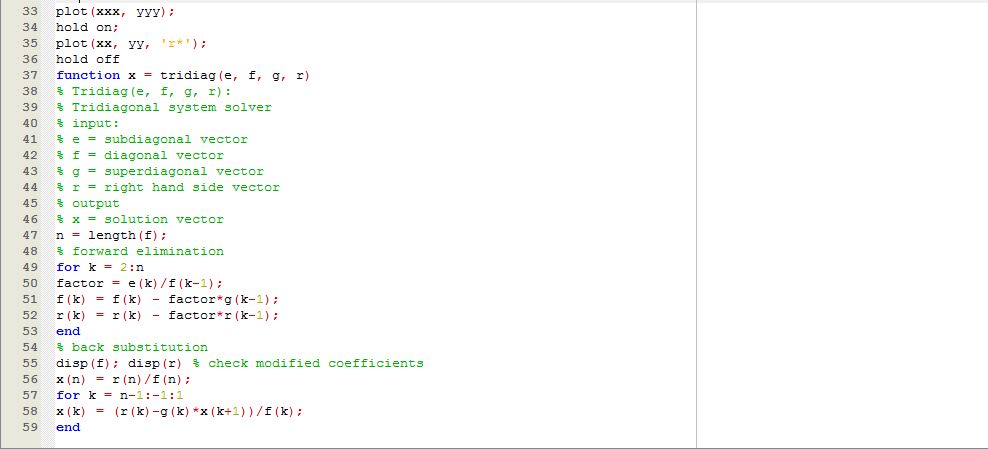 33 plot(xxx, yyy);
34 hold on;
35 plot(xx, yy, 'r*');
36 hold off
37 function x = tridiag(e, f, g, r)
38 % Tridiag(e, f, g, r):
39 % Tridiagonal system solver
40 % input:
41 % e = subdiagonal vector
42 % f = diagonal vector
43 % g = superdiagonal vector
44 % r = right hand side vector
45 % output
46 % x = solution vector
47 n = length(f);
48 % forward elimination
49 for k = 2:n
50 factor = e(k)/f(k-1);
51 f(k) = f(k) - factor*g(k-1);
52 r(k) = r(k) - factor*r(k-1);
53 end
54 % back substitution
55 disp(f); disp(r) % check modified coefficients
56 x(n) = r(n)/f(n);
57 for k = n-1:-1:1
58 x(k) = (r(k)-g(k)*x(k+1))/f(k);
59 end